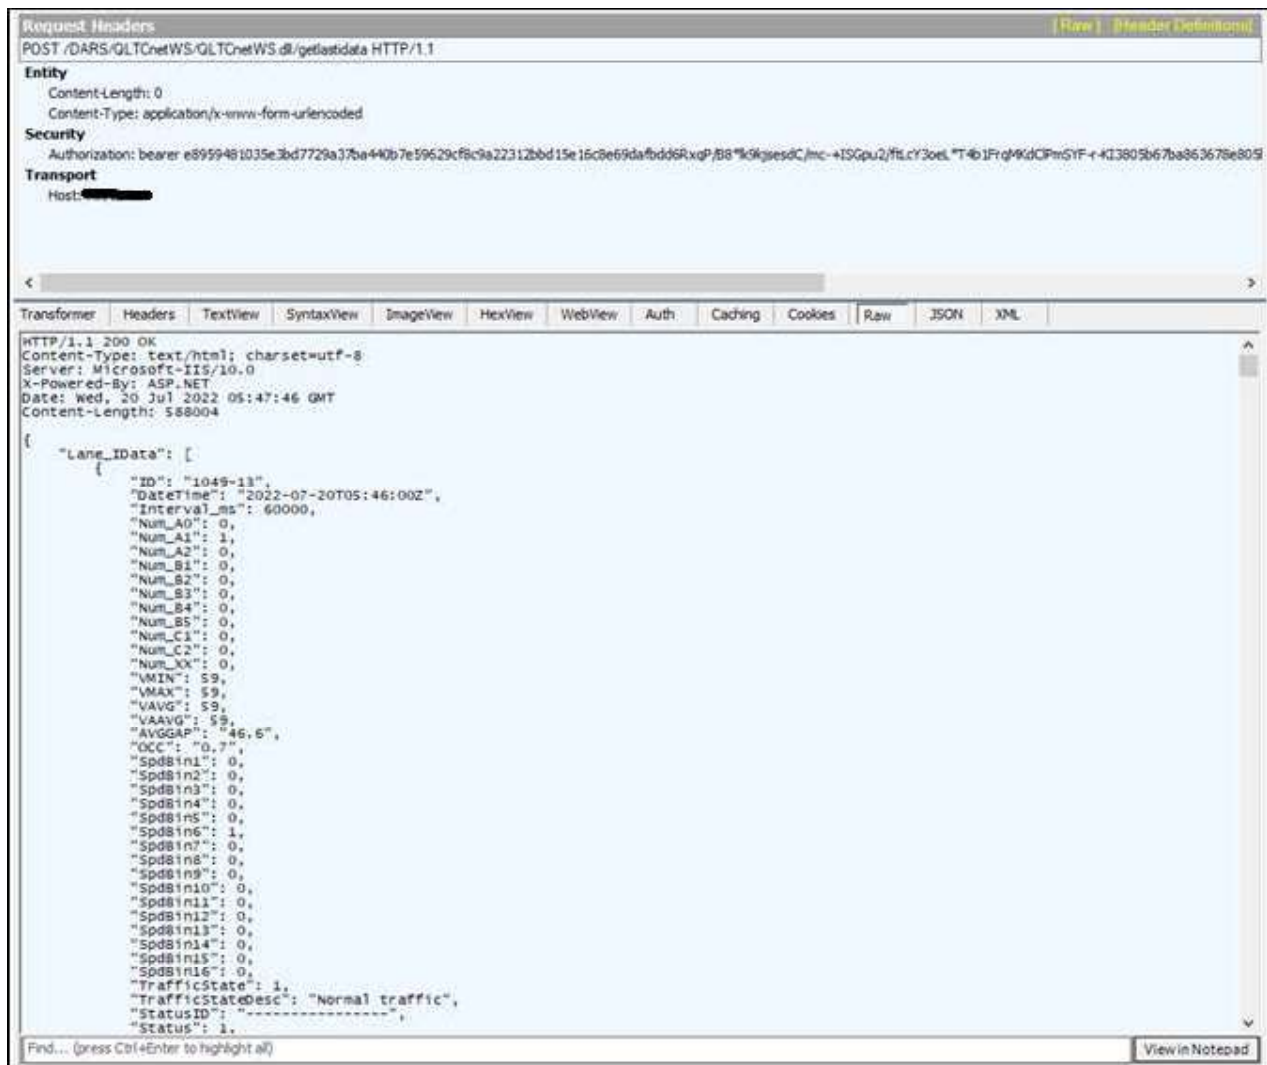 Request Headers [Raw] [Header Definitions]
POST /DARS/QLTCnetWS/QLTCnetWS.dll/getlastidata HTTP/1.1
Entity
Content-Length: 0
Content-Type: application/x-www-form-urlencoded
Security
Authorization: bearer
Transport
Host:
Transformer Headers TextView SyntaxView ImageView HexView WebView Auth Caching Cookies Raw JSON XML
HTTP/1.1 200 OK
Content-Type: text/html; charset=utf-8
Server: Microsoft-IIS/10.0
X-Powered-By: ASP.NET
Date: Wed, 20 Jul 2022 05:47:46 GMT
Content-Length: 588004
{
"Lane_IData": [
{
"ID": "1049-13",
"DateTime": "2022-07-20T05:46:00Z",
"Interval_ms": 60000,
"Num_A0": 0,
"Num_A1": 1,
"Num_A2": 0,
"Num_B1": 0,
"Num_B2": 0,
"Num_B3": 0,
"Num_B4": 0,
"Num_B5": 0,
"Num_C1": 0,
"Num_C2": 0,
"Num_XX": 0,
"VMIN": 59,
"VMAX": 59,
"VAVG": 59,
"VAAVG": 59,
"AVGGAP": "46.6",
"OCC": "0.7",
"SpdBin1": 0,
"SpdBin2": 0,
"SpdBin3": 0,
"SpdBin4": 0,
"SpdBin5": 0,
"SpdBin6": 1,
"SpdBin7": 0,
"SpdBin8": 0,
"SpdBin9": 0,
"SpdBin10": 0,
"SpdBin11": 0,
"SpdBin12": 0,
"SpdBin13": 0,
"SpdBin14": 0,
"SpdBin15": 0,
"SpdBin16": 0,
"TrafficState": 1,
"TrafficStateDesc": "Normal traffic",
"StatusID": "----------------",
"Status": 1,
Find... (press Ctrl+Enter to highlight all) View in Notepad